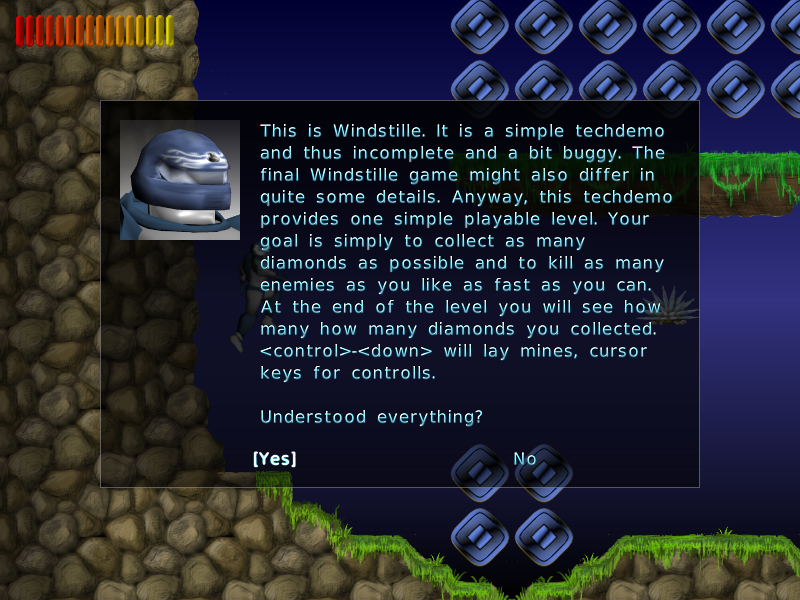 This is Windstille. It is a simple techdemo
and thus incomplete and a bit buggy. The
final Windstille game might also differ in
quite some details. Anyway, this techdemo
provides one simple playable level. Your
goal is simply to collect as many
diamonds as possible and to kill as many
enemies as you like as fast as you can.
At the end of the level you will see how
many how many diamonds you collected.
<control>-<down> will lay mines, cursor
keys for controlls.
Understood everything?
[Yes] No